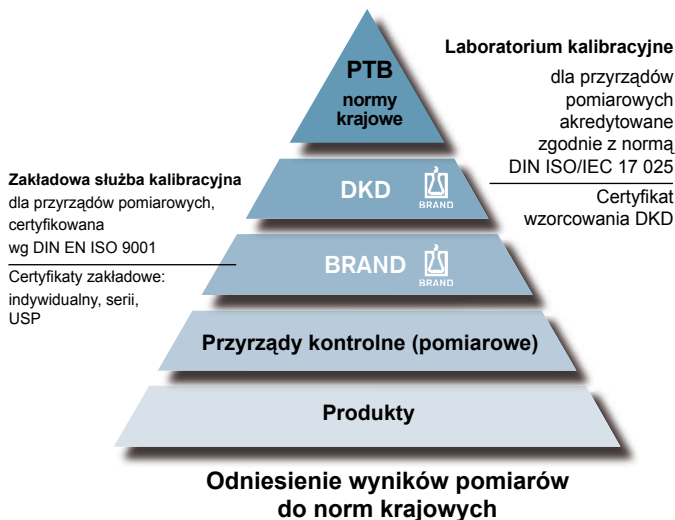 PTB
normy
krajowe
Laboratorium kalibracyjne
dla przyrządów
pomiarowych
akredytowane
zgodnie z normą
DIN ISO/IEC 17 025
Certyfikat
wzorcowania DKD
DKD
BRAND
Zakładowa służba kalibracyjna
dla przyrządów pomiarowych,
certyfikowana
wg DIN EN ISO 9001
Certyfikaty zakładowe:
indywidualny, serii,
USP
BRAND
BRAND
Przyrządy kontrolne (pomiarowe)
Produkty
Odniesienie wyników pomiarów
do norm krajowych